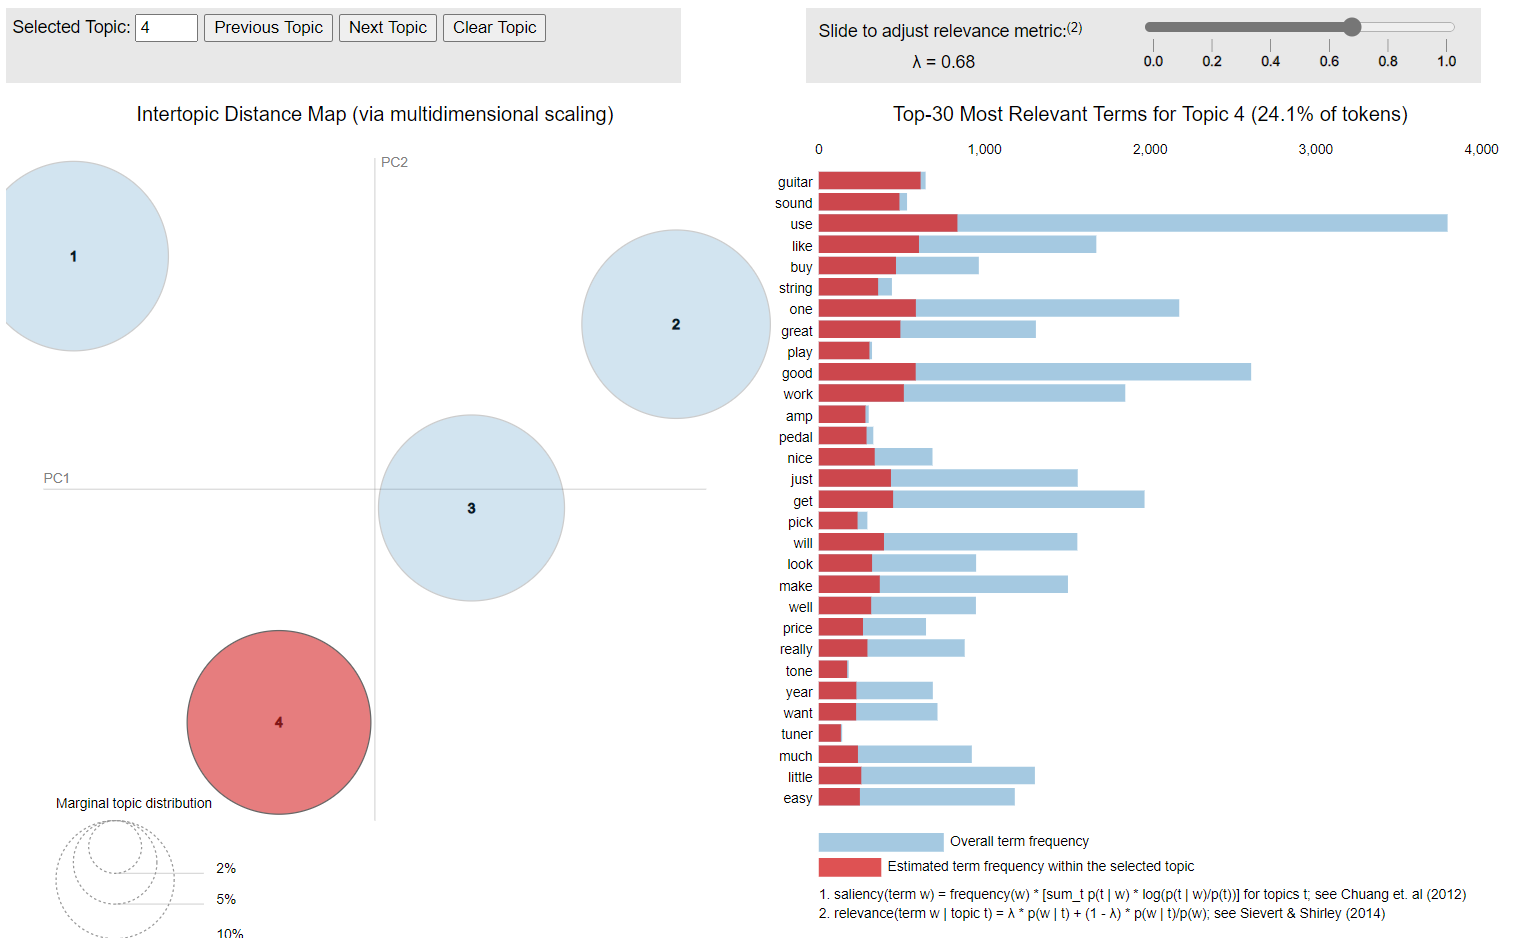 Selected Topic: 4 Previous Topic Next Topic Clear Topic
Slide to adjust relevance metric:(2)
λ = 0.68
0.0 0.2 0.4 0.6 0.8 1.0
Intertopic Distance Map (via multidimensional scaling)
PC2
PC1
1
2
3
4
Marginal topic distribution
2%
5%
10%
Top-30 Most Relevant Terms for Topic 4 (24.1% of tokens)
0 1,000 2,000 3,000 4,000
guitar
sound
use
like
buy
string
one
great
play
good
work
amp
pedal
nice
just
get
pick
will
look
make
well
price
really
tone
year
want
tuner
much
little
easy
Overall term frequency
Estimated term frequency within the selected topic
1. saliency(term w) = frequency(w) * [sum_t p(t | w) * log(p(t | w)/p(t))] for topics t; see Chuang et. al (2012)
2. relevance(term w | topic t) = λ * p(w | t) + (1 - λ) * p(w | t)/p(w); see Sievert & Shirley (2014)